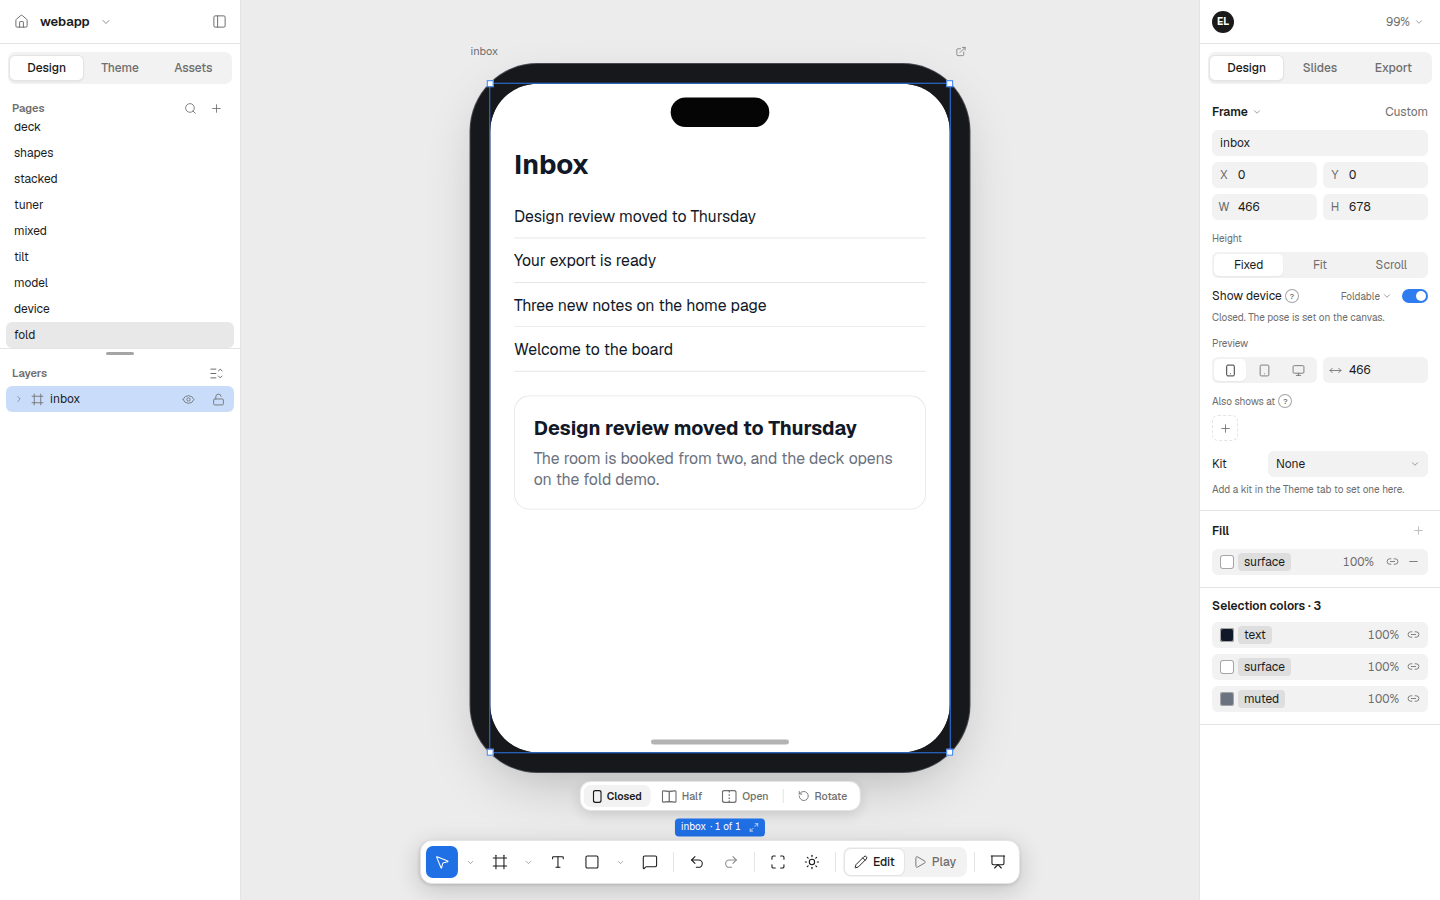 webapp
Design
Theme
Assets
Pages
deck
shapes
stacked
tuner
mixed
tilt
model
device
fold
Layers
inbox
inbox
Inbox
Design review moved to Thursday
Your export is ready
Three new notes on the home page
Welcome to the board
Design review moved to Thursday
The room is booked from two, and the deck opens
on the fold demo.
Closed
Half
Open
Rotate
inbox · 1 of 1
Edit
Play
EL
99%
Design
Slides
Export
Frame
Custom
inbox
X 0
Y 0
W 466
H 678
Height
Fixed
Fit
Scroll
Show device ?
Foldable
Closed. The pose is set on the canvas.
Preview
466
Also shows at ?
Kit
None
Add a kit in the Theme tab to set one here.
Fill
surface 100%
Selection colors · 3
text 100%
surface 100%
muted 100%